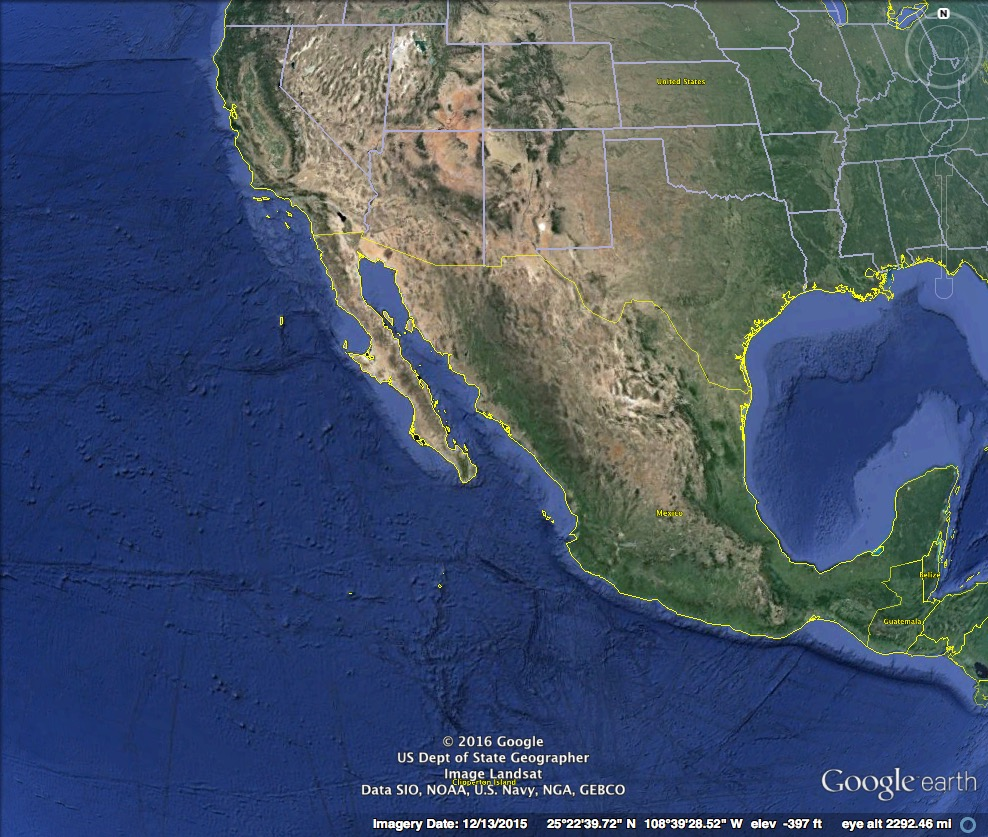 N
United States
Mexico
Belize
Guatemala
© 2016 Google
US Dept of State Geographer
Image Landsat
Clipperton Island
Data SIO, NOAA, U.S. Navy, NGA, GEBCO
Google earth
Imagery Date: 12/13/2015 25°22'39.72" N 108°39'28.52" W elev -397 ft eye alt 2292.46 mi